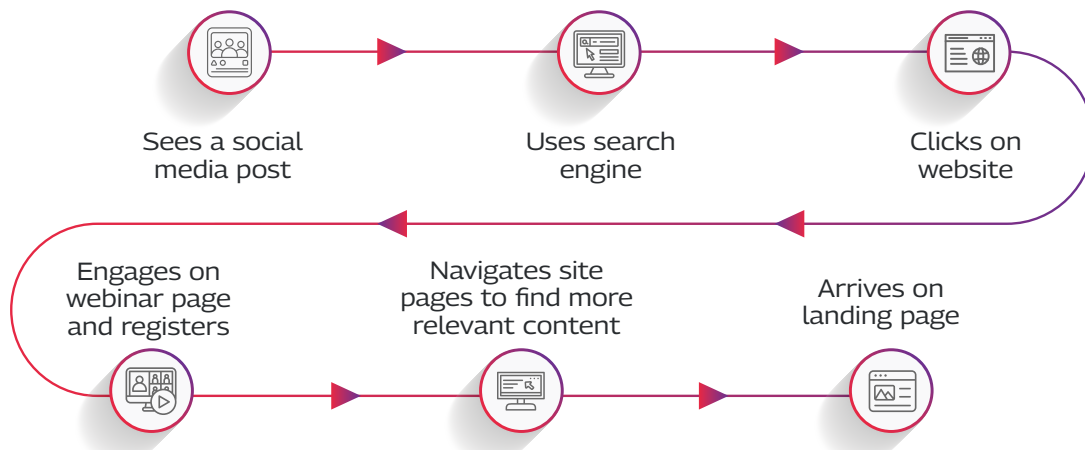 Sees a social
media post
Uses search
engine
Clicks on
website
Engages on
webinar page
and registers
Navigates site
pages to find more
relevant content
Arrives on
landing page